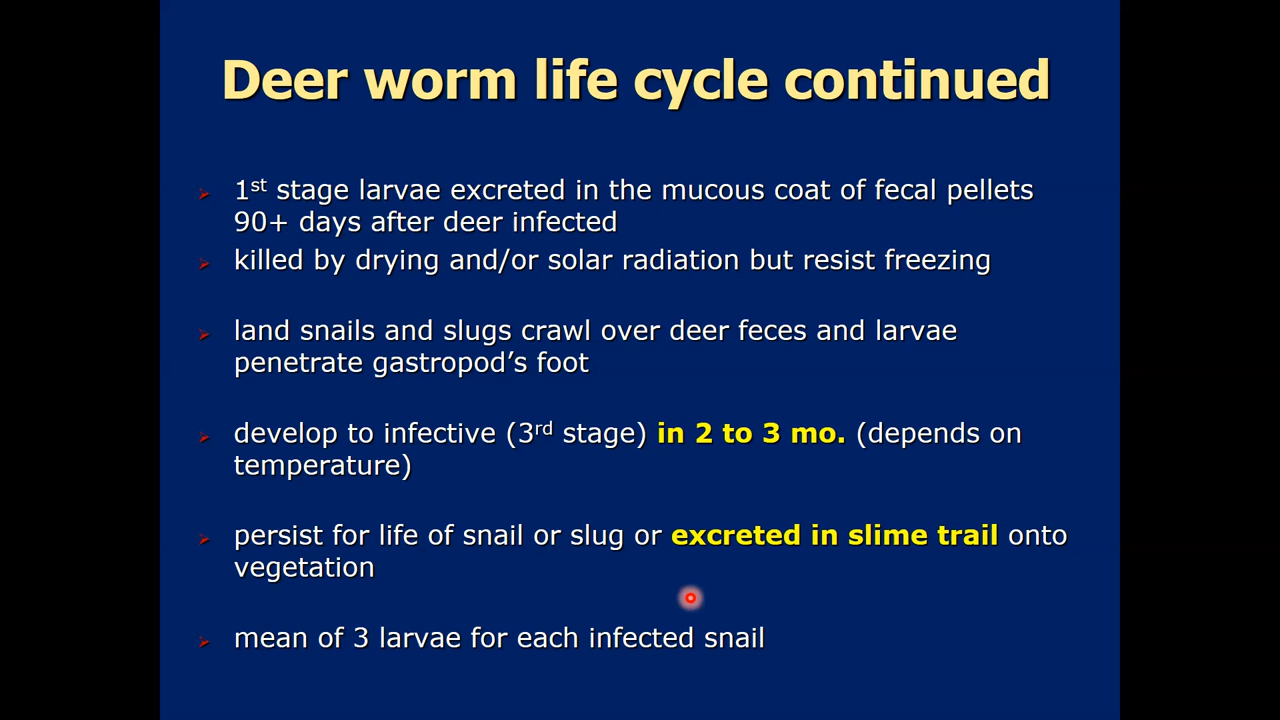 Deer worm life cycle continued
1st stage larvae excreted in the mucous coat of fecal pellets
90+ days after deer infected
killed by drying and/or solar radiation but resist freezing
land snails and slugs crawl over deer feces and larvae
penetrate gastropod’s foot
develop to infective (3rd stage) in 2 to 3 mo. (depends on
temperature)
persist for life of snail or slug or excreted in slime trail onto
vegetation
mean of 3 larvae for each infected snail